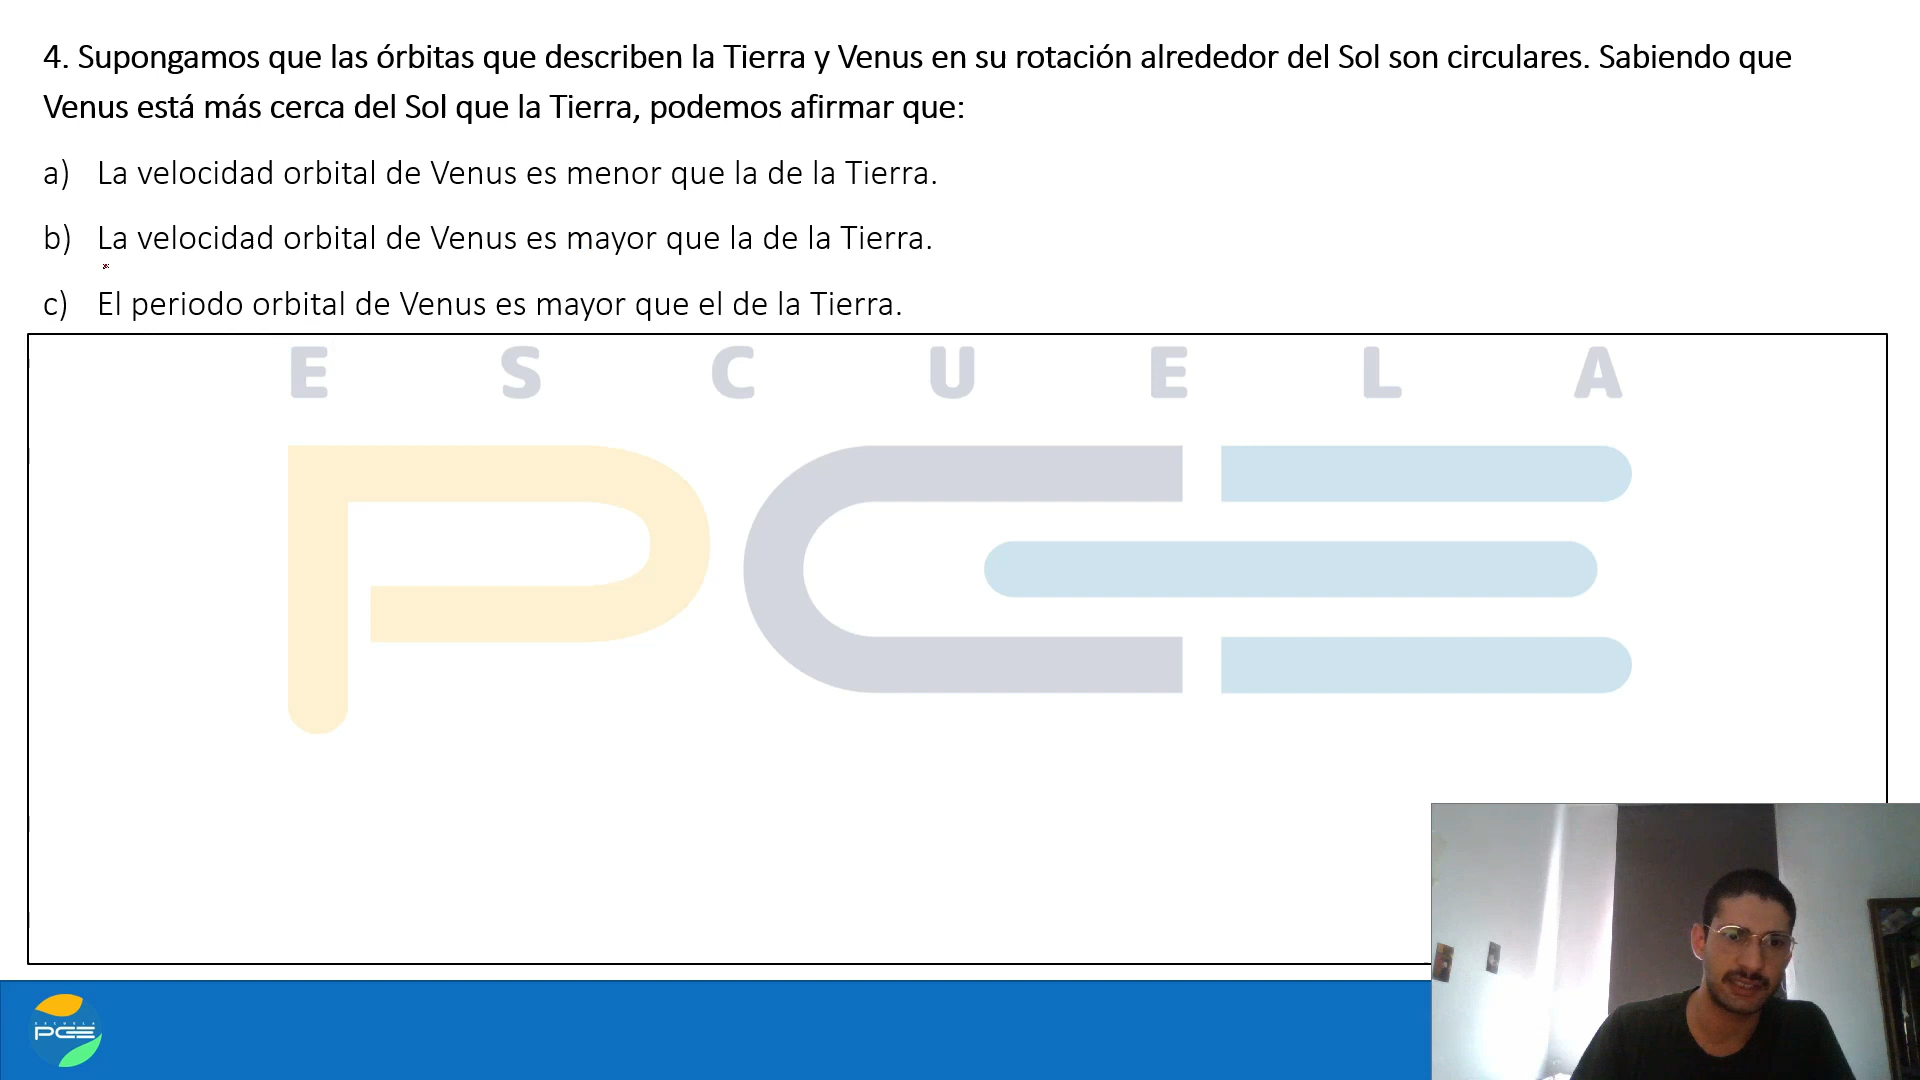 4. Supongamos que las órbitas que describen la Tierra y Venus en su rotación alrededor del Sol son circulares. Sabiendo que
Venus está más cerca del Sol que la Tierra, podemos afirmar que:
a) La velocidad orbital de Venus es menor que la de la Tierra.
b) La velocidad orbital de Venus es mayor que la de la Tierra.
c) El periodo orbital de Venus es mayor que el de la Tierra.
ESCUELA
PCE
ESCUELA
PCE